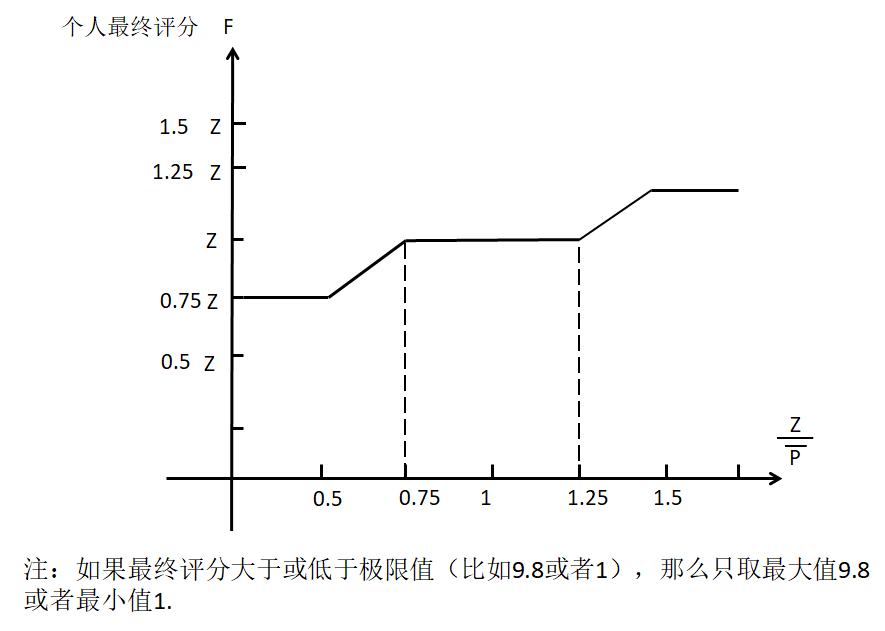 个人最终评分 F
1.5 Z
1.25 Z
Z
0.75 Z
0.5 Z
Z
P
0.5 0.75 1 1.25 1.5
注：如果最终评分大于或低于极限值（比如9.8或者1），那么只取最大值9.8
或者最小值1.